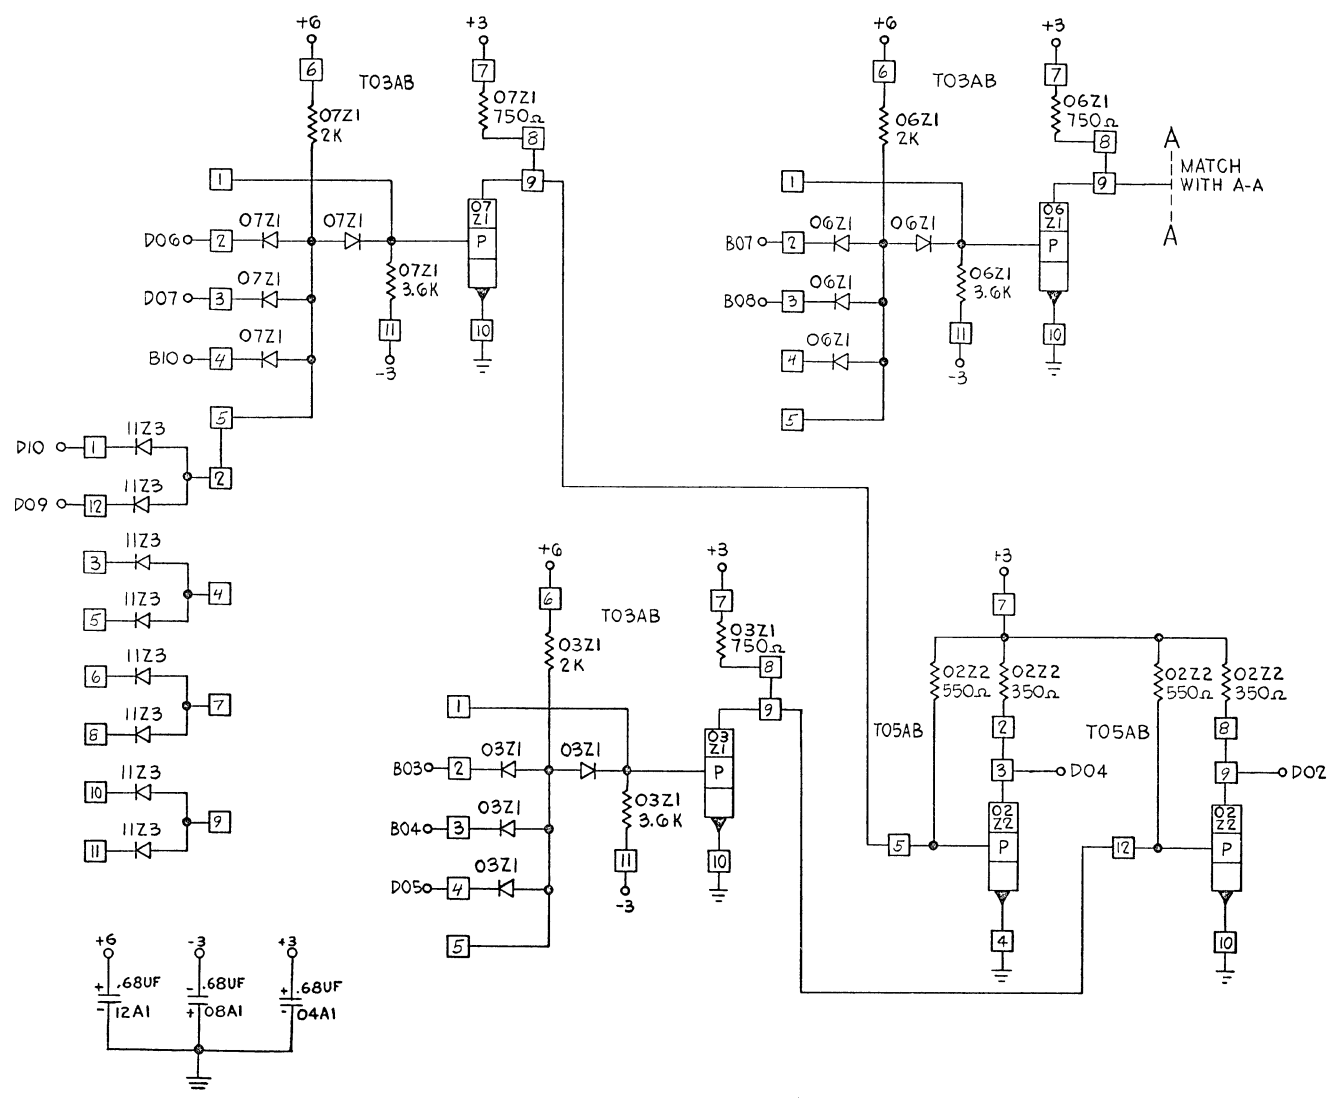 +6
+3
6
T03AB
7
07Z1
2K
07Z1
750Ω
8
1
9
07
Z1
P
D06
2
07Z1
07Z1
D07
3
07Z1
07Z1
3.6K
B10
4
07Z1
11
-3
10
5
D10
1
11Z3
2
D09
12
11Z3
3
11Z3
4
5
11Z3
6
11Z3
7
8
11Z3
10
11Z3
9
11
11Z3
+6
+3
6
T03AB
7
06Z1
2K
06Z1
750Ω
8
1
9
A
MATCH
WITH A-A
A
06
Z1
P
B07
2
06Z1
06Z1
B08
3
06Z1
06Z1
3.6K
4
06Z1
11
-3
10
5
+6
+3
6
T03AB
7
03Z1
2K
03Z1
750Ω
8
1
9
03
Z1
P
B03
2
03Z1
03Z1
B04
3
03Z1
03Z1
3.6K
D05
4
03Z1
11
-3
10
5
+3
7
02Z2
550Ω
02Z2
350Ω
02Z2
550Ω
02Z2
350Ω
T05AB
2
T05AB
8
3
D04
9
D02
02
Z2
P
02
Z2
P
5
12
4
10
+6
+
.68UF
-
12A1
-3
-
.68UF
+
08A1
+3
+
.68UF
-
04A1